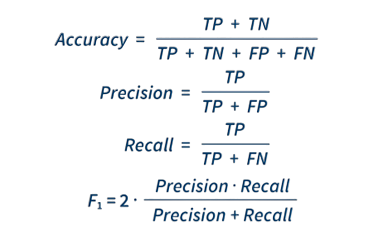 Accuracy = TP + TN / TP + TN + FP + FN
Precision = TP / TP + FP
Recall = TP / TP + FN
F₁ = 2 · Precision · Recall / Precision + Recall